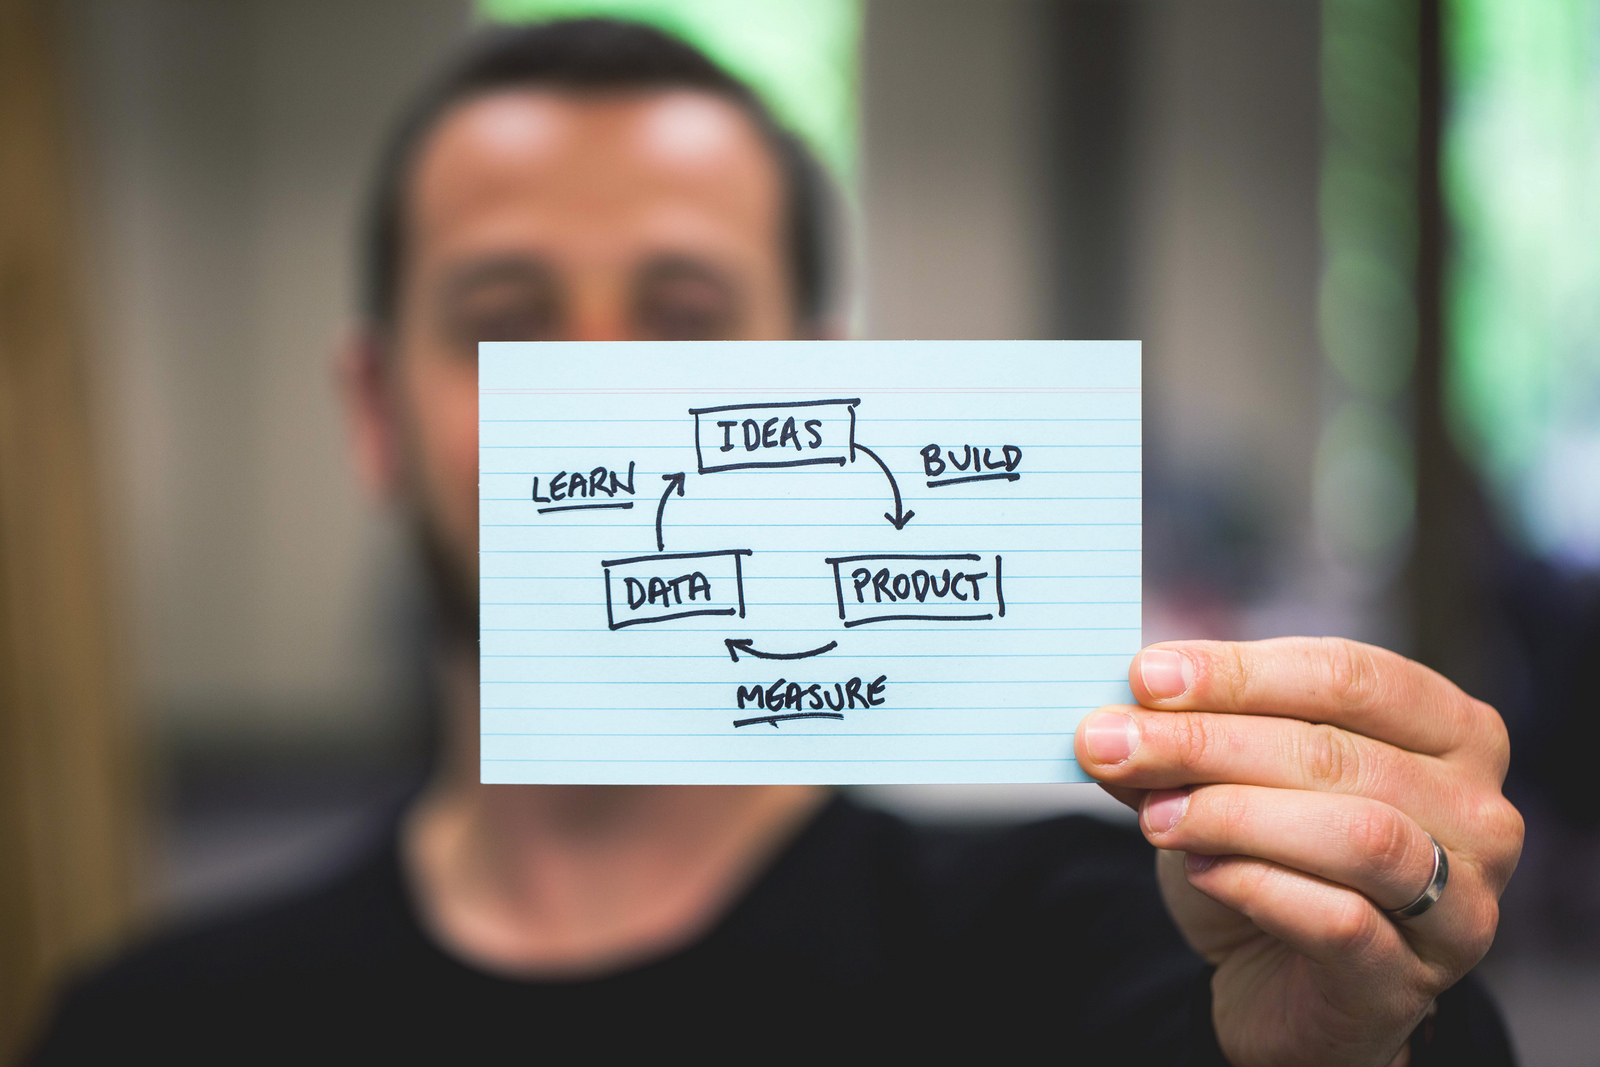 IDEAS
BUILD
LEARN
DATA
PRODUCT
MEASURE